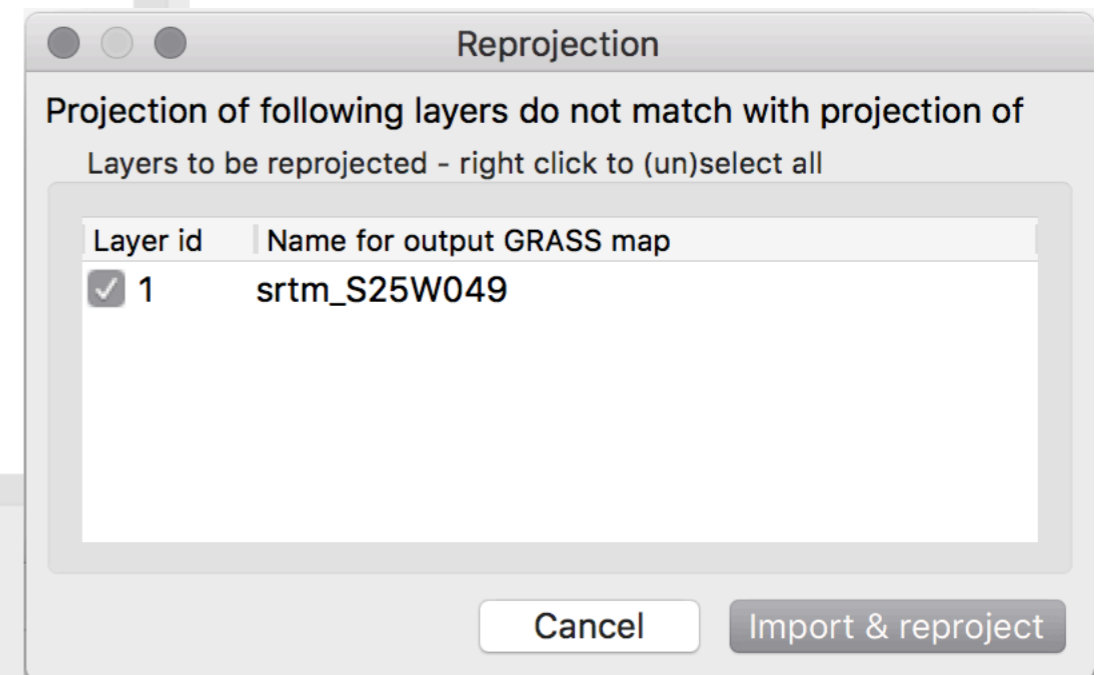 Reprojection
Projection of following layers do not match with projection of
Layers to be reprojected - right click to (un)select all
Layer id Name for output GRASS map
1 srtm_S25W049
Cancel Import & reproject